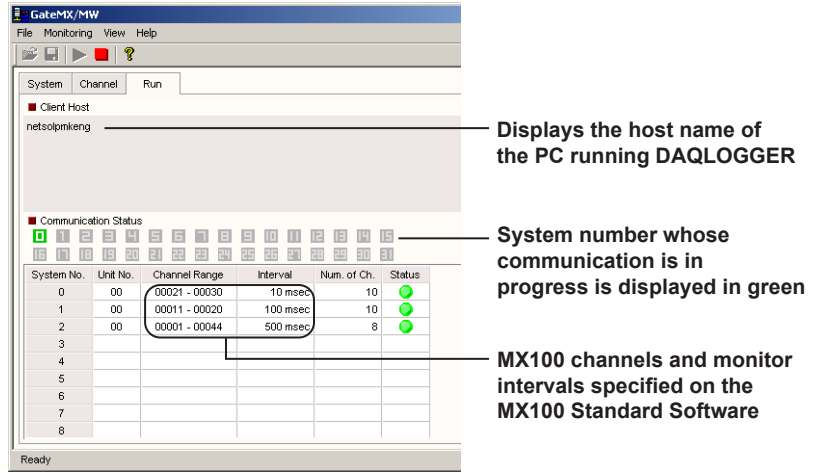 GateMX/MW
File Monitoring View Help
System Channel Run
Client Host
netsolpmkeng
Displays the host name of
the PC running DAQLOGGER
Communication Status
0 1 2 3 4 5 6 7 8 9 10 11 12 13 14 15
16 17 18 19 20 21 22 23 24 25 26 27 28 29 30 31
System number whose
communication is in
progress is displayed in green
System No. Unit No. Channel Range Interval Num. of Ch. Status
0 00 00021 - 00030 10 msec 10
1 00 00011 - 00020 100 msec 10
2 00 00001 - 00044 500 msec 8
3
4
5
6
7
8
MX100 channels and monitor
intervals specified on the
MX100 Standard Software
Ready